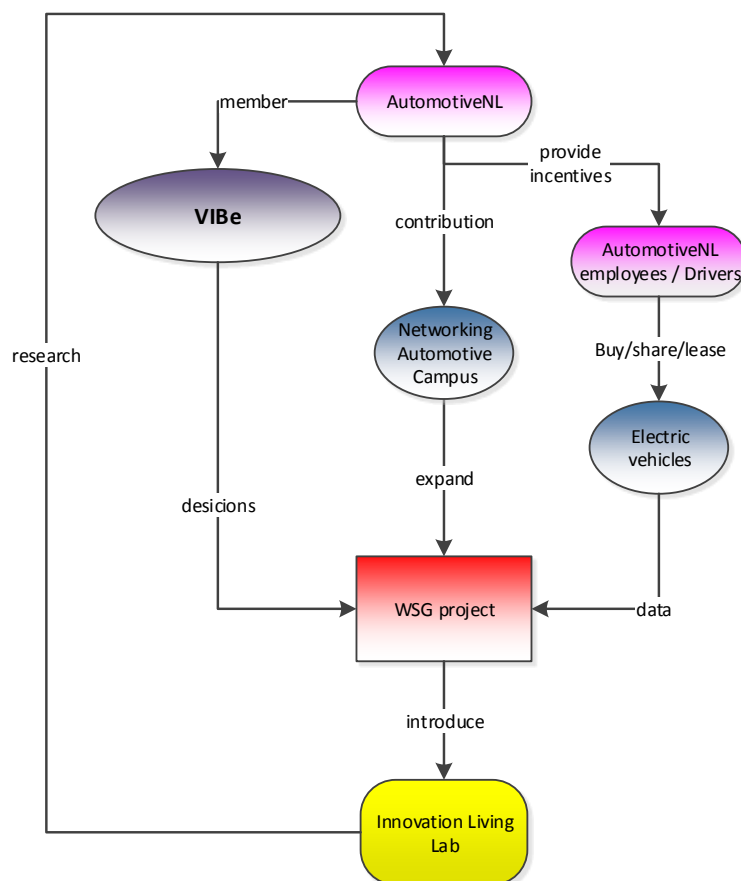 AutomotiveNL
member
provide
incentives
VIBe
contribution
AutomotiveNL
employees / Drivers
Networking
Automotive
Campus
research
Buy/share/lease
Electric
vehicles
expand
desicions
WSG project
data
introduce
Innovation Living
Lab